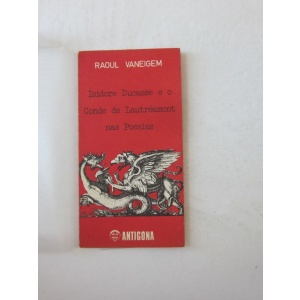 RAOUL VANEIGEM
Isidore Ducasse e o
Conde de Lautréamont
nas Poesias
ANTIGONA